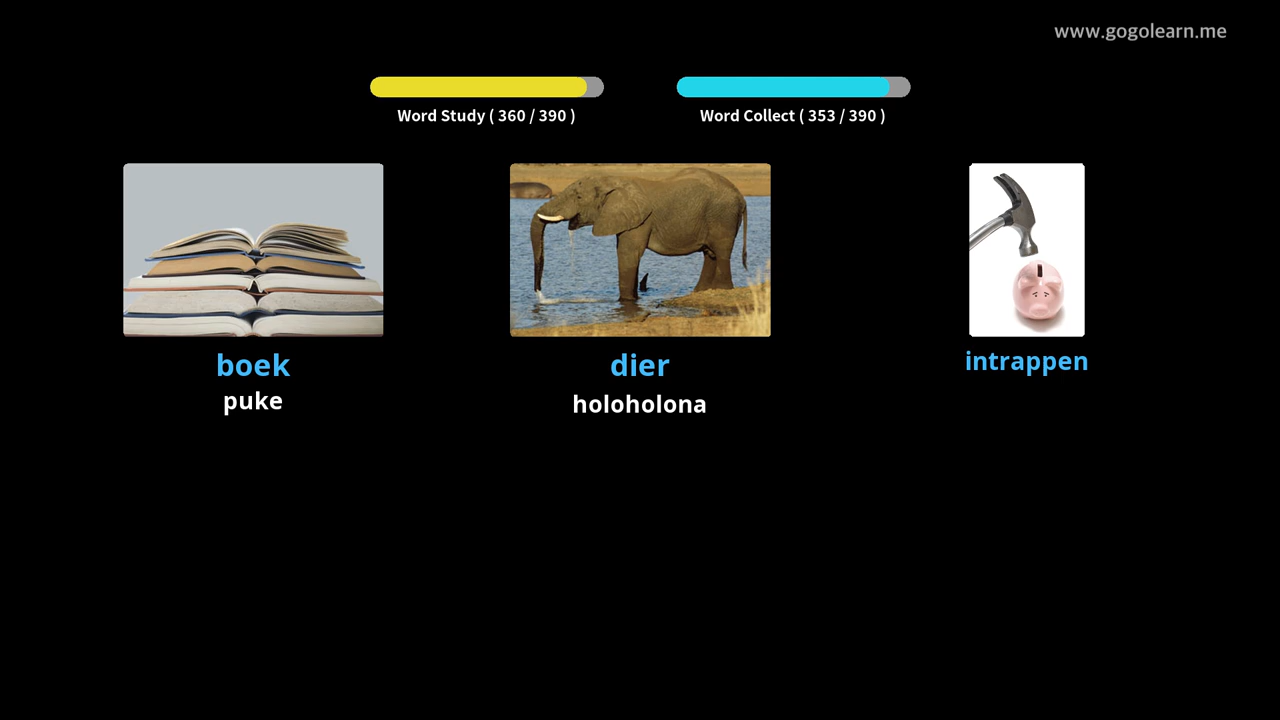 www.gogolearn.me
Word Study ( 360 / 390 )
Word Collect ( 353 / 390 )
boek
puke
dier
holoholona
intrappen